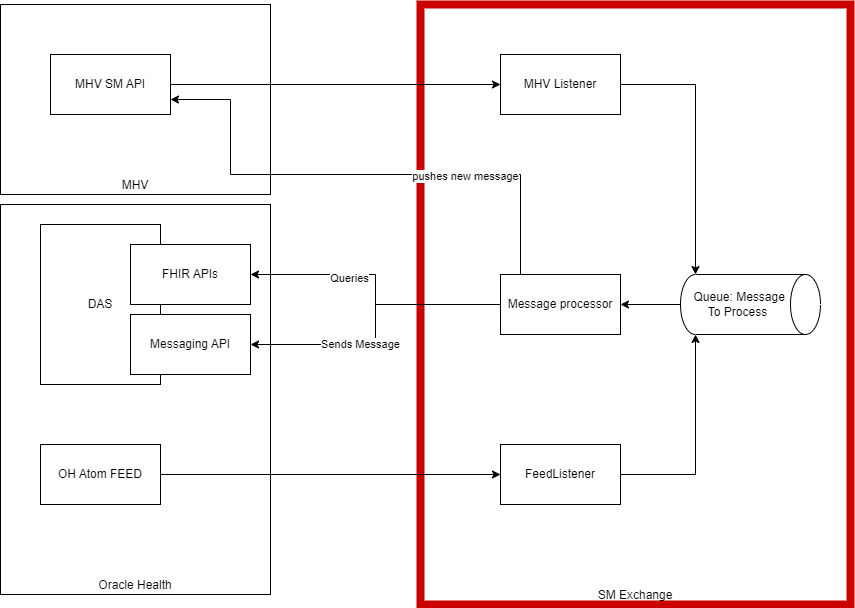 MHV SM API
MHV Listener
MHV
pushes new message
DAS
FHIR APIs
Queries
Message processor
Queue: Message
To Process
Messaging API
Sends Message
OH Atom FEED
FeedListener
Oracle Health
SM Exchange